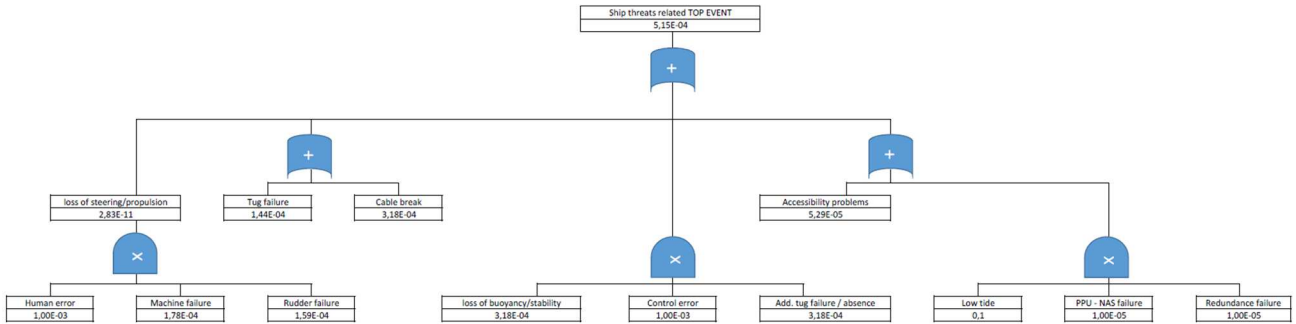 Ship threats related TOP EVENT
5,15E-04
+
+
+
loss of steering/propulsion
2,83E-11
Tug failure
1,44E-04
Cable break
3,18E-04
Accessibility problems
5,29E-05
x
x
x
Human error
1,00E-03
Machine failure
1,78E-04
Rudder failure
1,59E-04
loss of buoyancy/stability
3,18E-04
Control error
1,00E-03
Add. tug failure / absence
3,18E-04
Low tide
0,1
PPU - NAS failure
1,00E-05
Redundance failure
1,00E-05